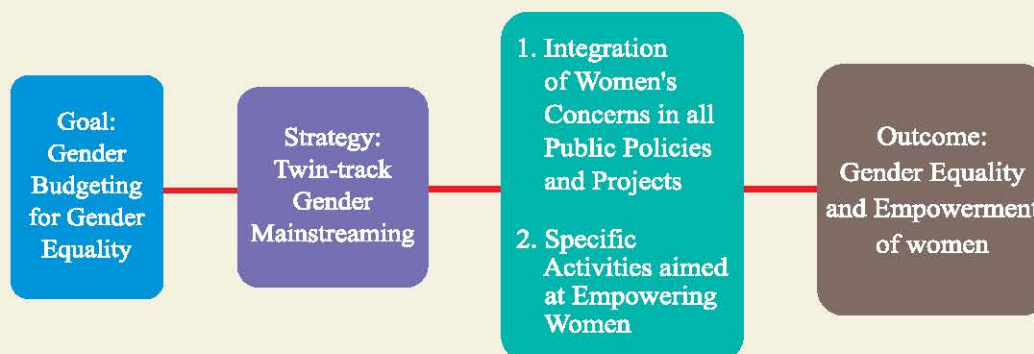 Goal:
Gender
Budgeting
for Gender
Equality
Strategy:
Twin-track
Gender
Mainstreaming
1. Integration
of Women's
Concerns in all
Public Policies
and Projects
2. Specific
Activities aimed
at Empowering
Women
Outcome:
Gender Equality
and Empowerment
of women